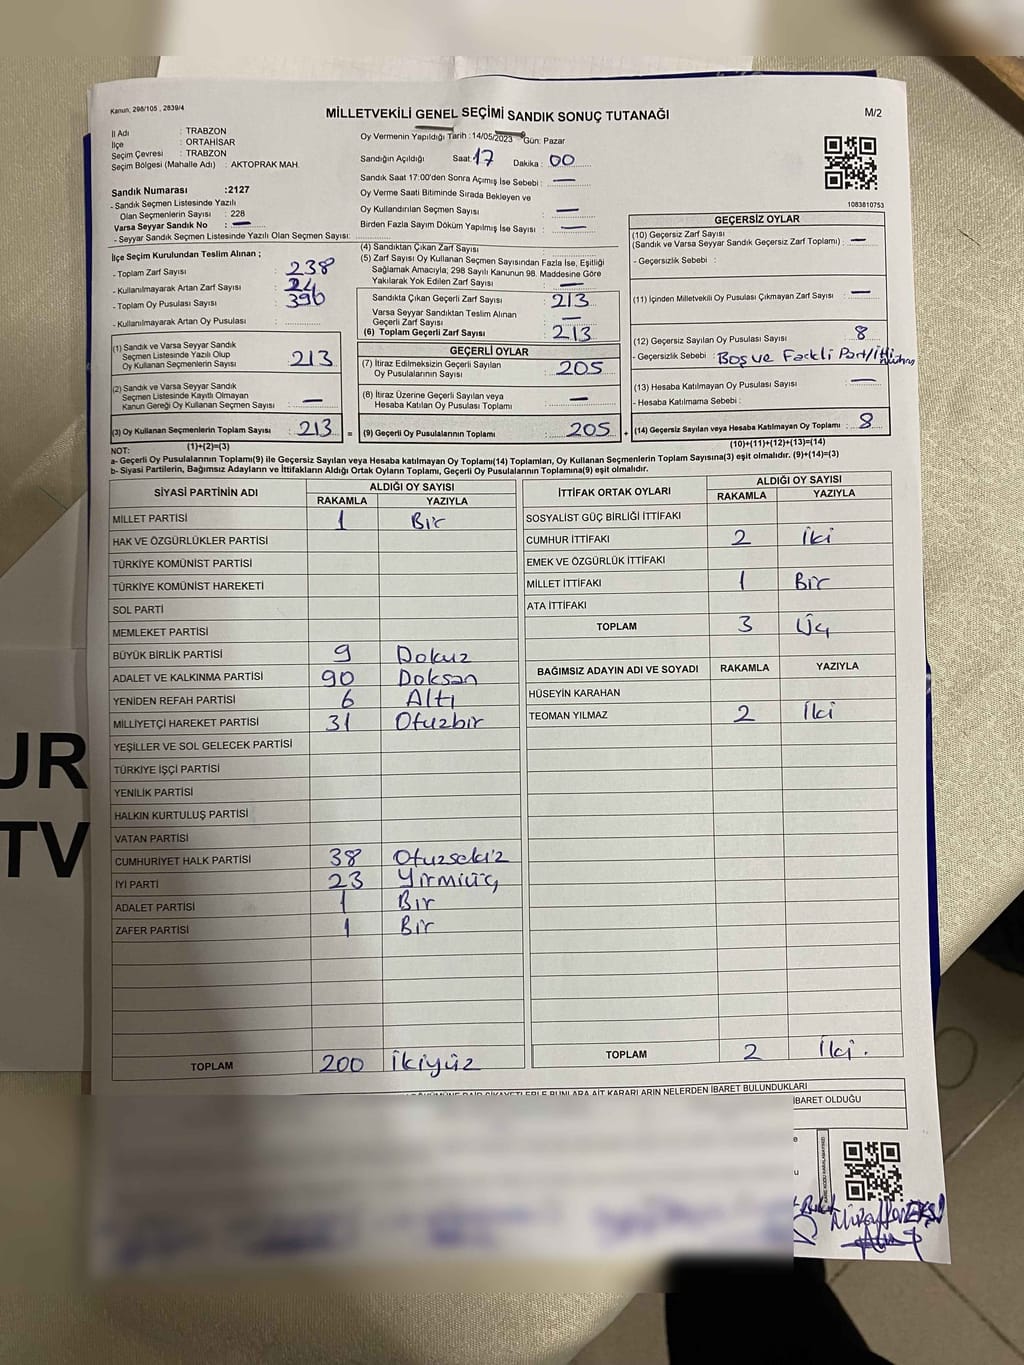 Kanun, 298/105 , 2839/4
MİLLETVEKİLİ GENEL SEÇİMİ SANDIK SONUÇ TUTANAĞI
M/2
İl Adı : TRABZON
İlçe : ORTAHİSAR
Seçim Çevresi : TRABZON
Seçim Bölgesi (Mahalle Adı) : AKTOPRAK MAH.
Sandık Numarası :2127
- Sandık Seçmen Listesinde Yazılı
Olan Seçmenlerin Sayısı : 228
Varsa Seyyar Sandık No : —
- Seyyar Sandık Seçmen Listesinde Yazılı Olan Seçmen Sayısı:
Oy Vermenin Yapıldığı Tarih :14/05/2023 Gün: Pazar
Sandığın Açıldığı Saat: 17 Dakika : 00
Sandık Saat 17:00'den Sonra Açımış İse Sebebi : —
Oy Verme Saati Bitiminde Sırada Bekleyen ve
Oy Kullandırılan Seçmen Sayısı : —
Birden Fazla Sayım Döküm Yapılmış İse Sayısı : —
1083810753
İlçe Seçim Kurulundan Teslim Alınan ;
- Toplam Zarf Sayısı : 238
- Kullanılmayarak Artan Zarf Sayısı : 24
- Toplam Oy Pusulası Sayısı : 396
- Kullanılmayarak Artan Oy Pusulası :
(1) Sandık ve Varsa Seyyar Sandık
Seçmen Listesinde Yazılı Olup
Oy Kullanan Seçmenlerin Sayısı : 213
(2) Sandık ve Varsa Seyyar Sandık
Seçmen Listesinde Kayıtlı Olmayan
Kanun Gereği Oy Kullanan Seçmen Sayısı : —
(3) Oy Kullanan Seçmenlerin Toplam Sayısı : 213
(1)+(2)=(3)
(4) Sandıktan Çıkan Zarf Sayısı :
(5) Zarf Sayısı Oy Kullanan Seçmen Sayısından Fazla İse, Eşitliği
Sağlamak Amacıyla; 298 Sayılı Kanunun 98. Maddesine Göre
Yakılarak Yok Edilen Zarf Sayısı : —
Sandıkta Çıkan Geçerli Zarf Sayısı : 213
Varsa Seyyar Sandıktan Teslim Alınan
Geçerli Zarf Sayısı : —
(6) Toplam Geçerli Zarf Sayısı : 213
GEÇERLİ OYLAR
(7) İtiraz Edilmeksizin Geçerli Sayılan
Oy Pusulalarının Sayısı : 205
(8) İtiraz Üzerine Geçerli Sayılan veya
Hesaba Katılan Oy Pusulaları Toplamı : —
= (9) Geçerli Oy Pusulalarının Toplamı : 205 +
GEÇERSİZ OYLAR
(10) Geçersiz Zarf Sayısı
(Sandık ve Varsa Seyyar Sandık Geçersiz Zarf Toplamı) : —
- Geçersizlik Sebebi :
(11) İçinden Milletvekili Oy Pusulası Çıkmayan Zarf Sayısı : —
(12) Geçersiz Sayılan Oy Pusulası Sayısı : 8
- Geçersizlik Sebebi : Boş ve Farklı Parti/İttifa
(13) Hesaba Katılmayan Oy Pusulası Sayısı : —
- Hesaba Katılmama Sebebi :
(14) Geçersiz Sayılan veya Hesaba Katılmayan Oy Toplamı : 8
(10)+(11)+(12)+(13)=(14)
NOT:
a- Geçerli Oy Pusulalarının Toplamı(9) ile Geçersiz Sayılan veya Hesaba katılmayan Oy Toplamı(14) Toplamları, Oy Kullanan Seçmenlerin Toplam Sayısına(3) eşit olmalıdır. (9)+(14)=(3)
b- Siyasi Partilerin, Bağımsız Adayların ve İttifakların Aldığı Ortak Oyların Toplamı, Geçerli Oy Pusulalarının Toplamına(9) eşit olmalıdır.
SİYASİ PARTİNİN ADI ALDIĞI OY SAYISI
RAKAMLA YAZIYLA
MİLLET PARTİSİ 1 Bir
HAK VE ÖZGÜRLÜKLER PARTİSİ
TÜRKİYE KOMÜNİST PARTİSİ
TÜRKİYE KOMÜNİST HAREKETİ
SOL PARTİ
MEMLEKET PARTİSİ
BÜYÜK BİRLİK PARTİSİ 9 Dokuz
ADALET VE KALKINMA PARTİSİ 90 Doksan
YENİDEN REFAH PARTİSİ 6 Altı
MİLLİYETÇİ HAREKET PARTİSİ 31 Otuzbir
YEŞİLLER VE SOL GELECEK PARTİSİ
TÜRKİYE İŞÇİ PARTİSİ
YENİLİK PARTİSİ
HALKIN KURTULUŞ PARTİSİ
VATAN PARTİSİ
CUMHURİYET HALK PARTİSİ 38 Otuzsekiz
İYİ PARTİ 23 Yirmiüç
ADALET PARTİSİ 1 Bir
ZAFER PARTİSİ 1 Bir
TOPLAM 200 İkiyüz
İTTİFAK ORTAK OYLARI ALDIĞI OY SAYISI
RAKAMLA YAZIYLA
SOSYALİST GÜÇ BİRLİĞİ İTTİFAKI
CUMHUR İTTİFAKI 2 İki
EMEK VE ÖZGÜRLÜK İTTİFAKI
MİLLET İTTİFAKI 1 Bir
ATA İTTİFAKI
TOPLAM 3 Üç
BAĞIMSIZ ADAYIN ADI VE SOYADI RAKAMLA YAZIYLA
HÜSEYİN KARAHAN
TEOMAN YILMAZ 2 İki
TOPLAM 2 İki.
BUNLARA AİT KARARLARIN NELERDEN İBARET BULUNDUKLARI
İBARET OLDUĞU
UR
TV